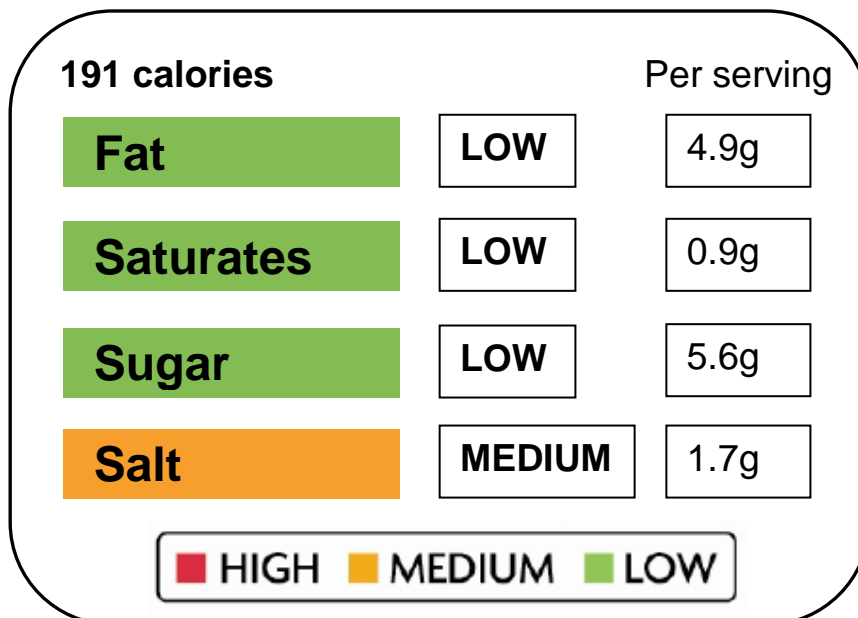 191 calories Per serving
Fat LOW 4.9g
Saturates LOW 0.9g
Sugar LOW 5.6g
Salt MEDIUM 1.7g
HIGH MEDIUM LOW